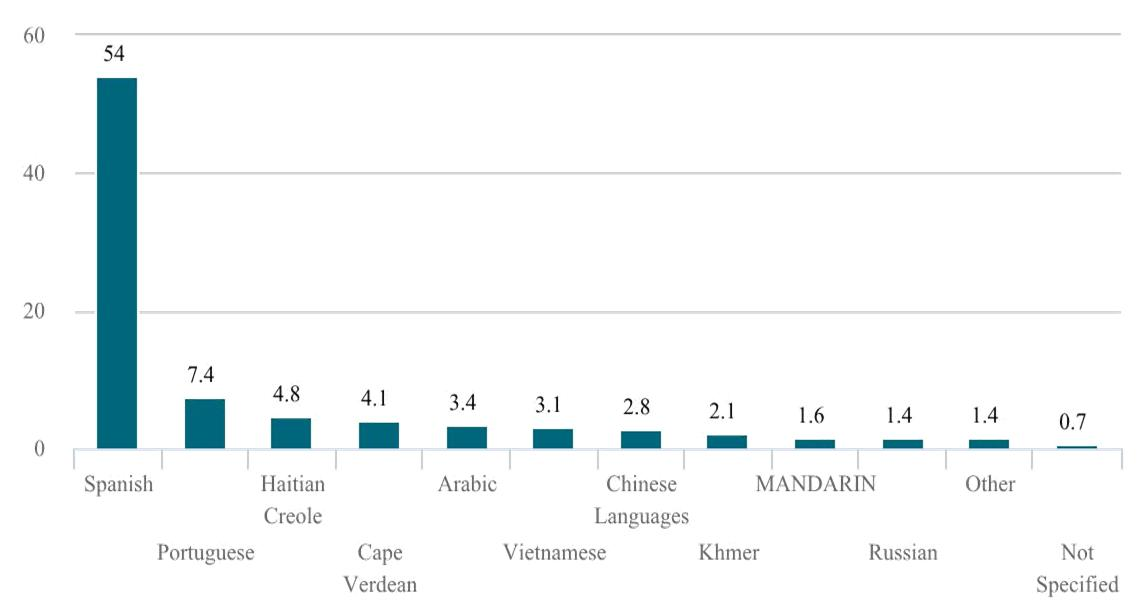 60
54
40
20
7.4
4.8
4.1
3.4
3.1
2.8
2.1
1.6
1.4
1.4
0.7
0
Spanish
Portuguese
Haitian
Creole
Cape
Verdean
Arabic
Vietnamese
Chinese
Languages
Khmer
MANDARIN
Russian
Other
Not
Specified